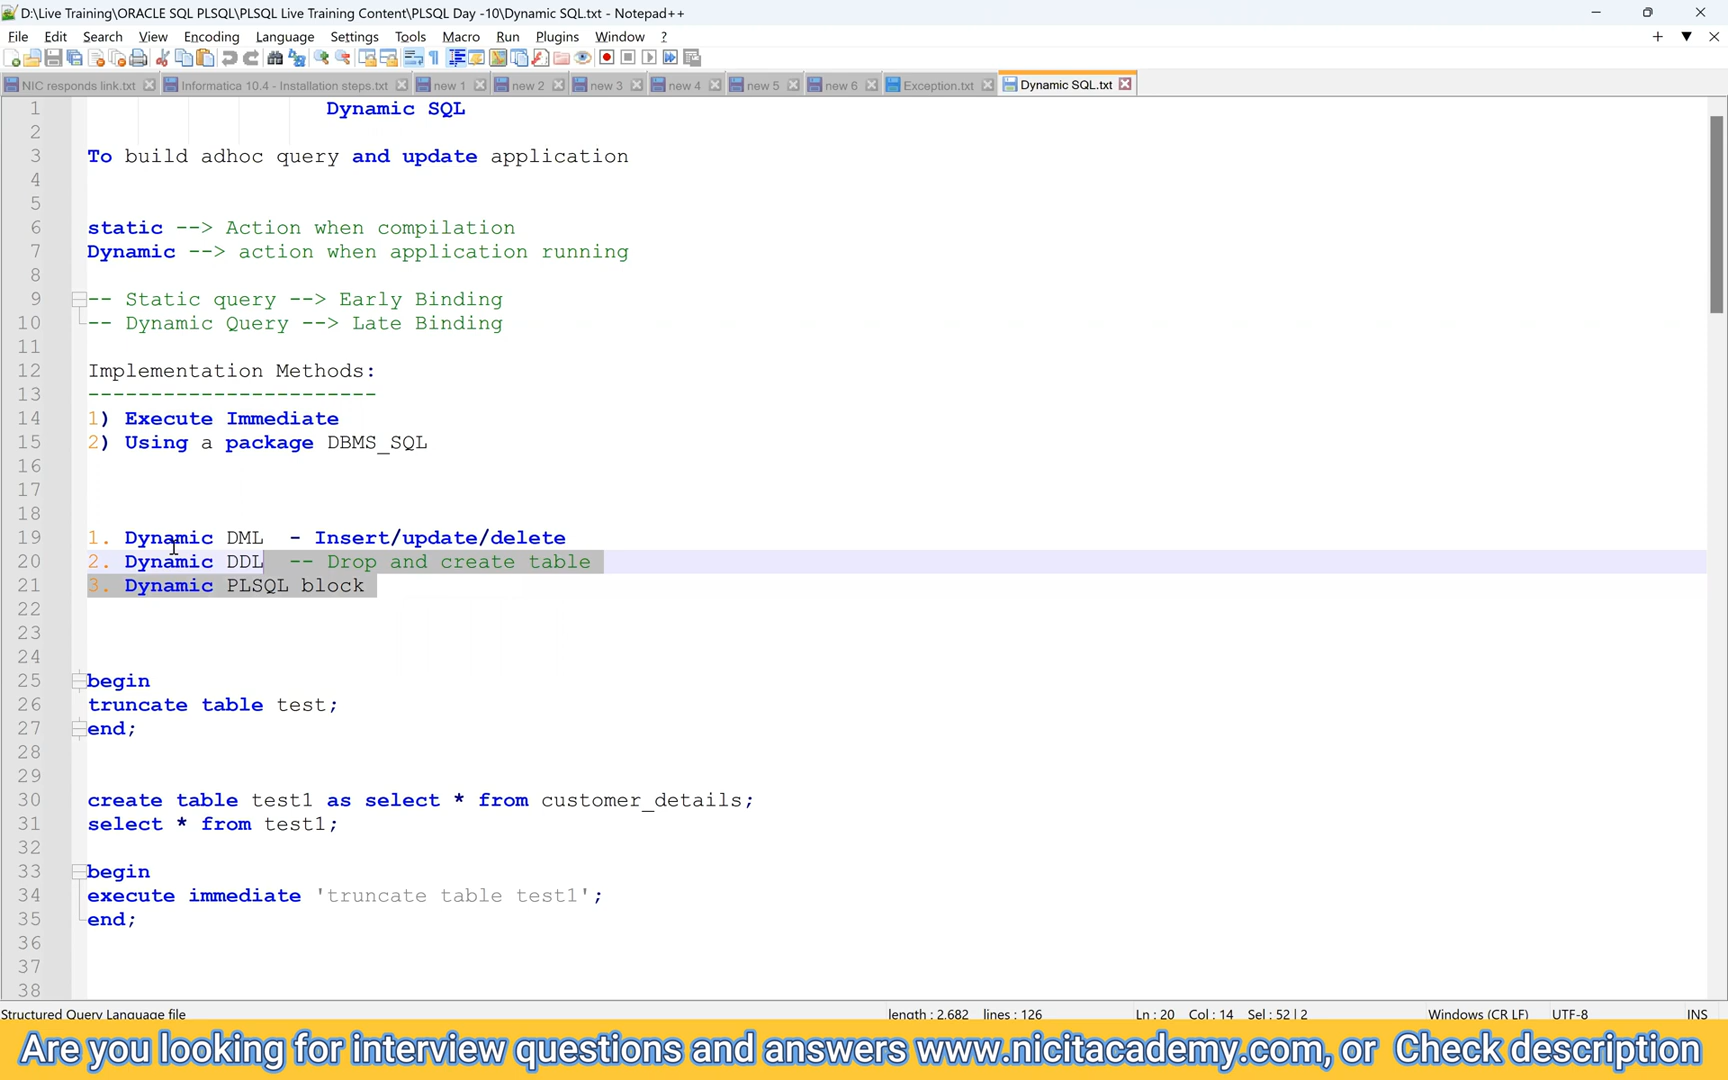 D:\Live Training\ORACLE SQL PLSQL\PLSQL Live Training Content\PLSQL Day -10\Dynamic SQL.txt - Notepad++
File Edit Search View Encoding Language Settings Tools Macro Run Plugins Window ?
NIC responds link.txt Informatica 10.4 - Installation steps.txt new 1 new 2 new 3 new 4 new 5 new 6 Exception.txt Dynamic SQL.txt
1 Dynamic SQL
2
3 To build adhoc query and update application
4
5
6 static --> Action when compilation
7 Dynamic --> action when application running
8
9 -- Static query --> Early Binding
10 -- Dynamic Query --> Late Binding
11
12 Implementation Methods:
13 -----------------------
14 1) Execute Immediate
15 2) Using a package DBMS_SQL
16
17
18
19 1. Dynamic DML - Insert/update/delete
20 2. Dynamic DDL -- Drop and create table
21 3. Dynamic PLSQL block
22
23
24
25 begin
26 truncate table test;
27 end;
28
29
30 create table test1 as select * from customer_details;
31 select * from test1;
32
33 begin
34 execute immediate 'truncate table test1';
35 end;
36
37
38
Structured Query Language file length : 2,682 lines : 126 Ln : 20 Col : 14 Sel : 52 | 2 Windows (CR LF) UTF-8 INS
Are you looking for interview questions and answers www.nicitacademy.com, or Check description